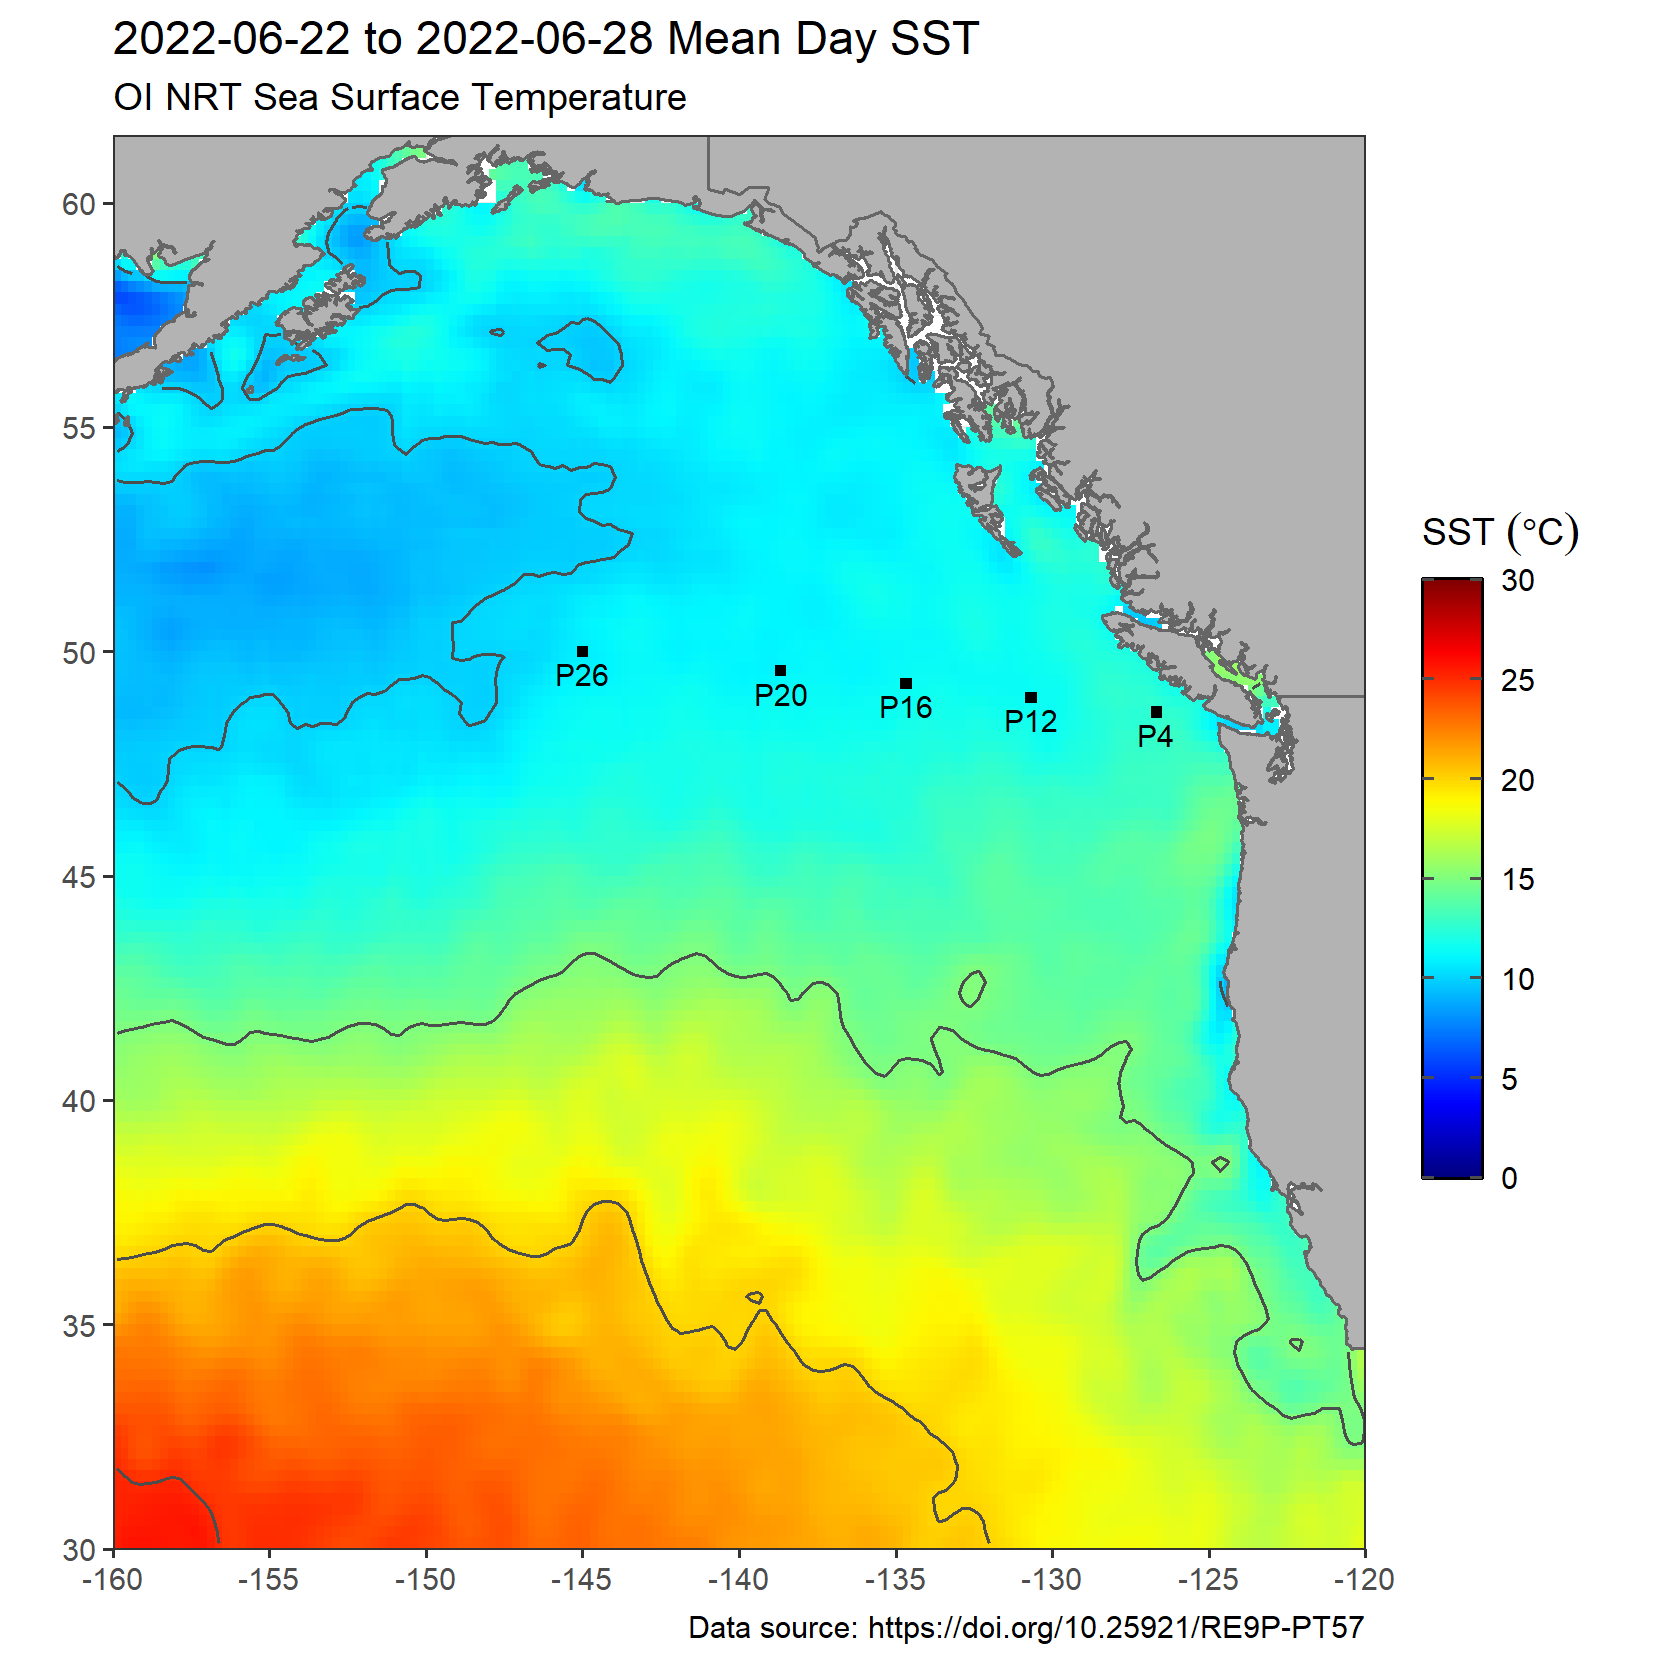 2022-06-22 to 2022-06-28 Mean Day SST
OI NRT Sea Surface Temperature
60
55
50
45
40
35
30
P26
P20
P16
P12
P4
-160
-155
-150
-145
-140
-135
-130
-125
-120
SST (°C)
30
25
20
15
10
5
0
Data source: https://doi.org/10.25921/RE9P-PT57